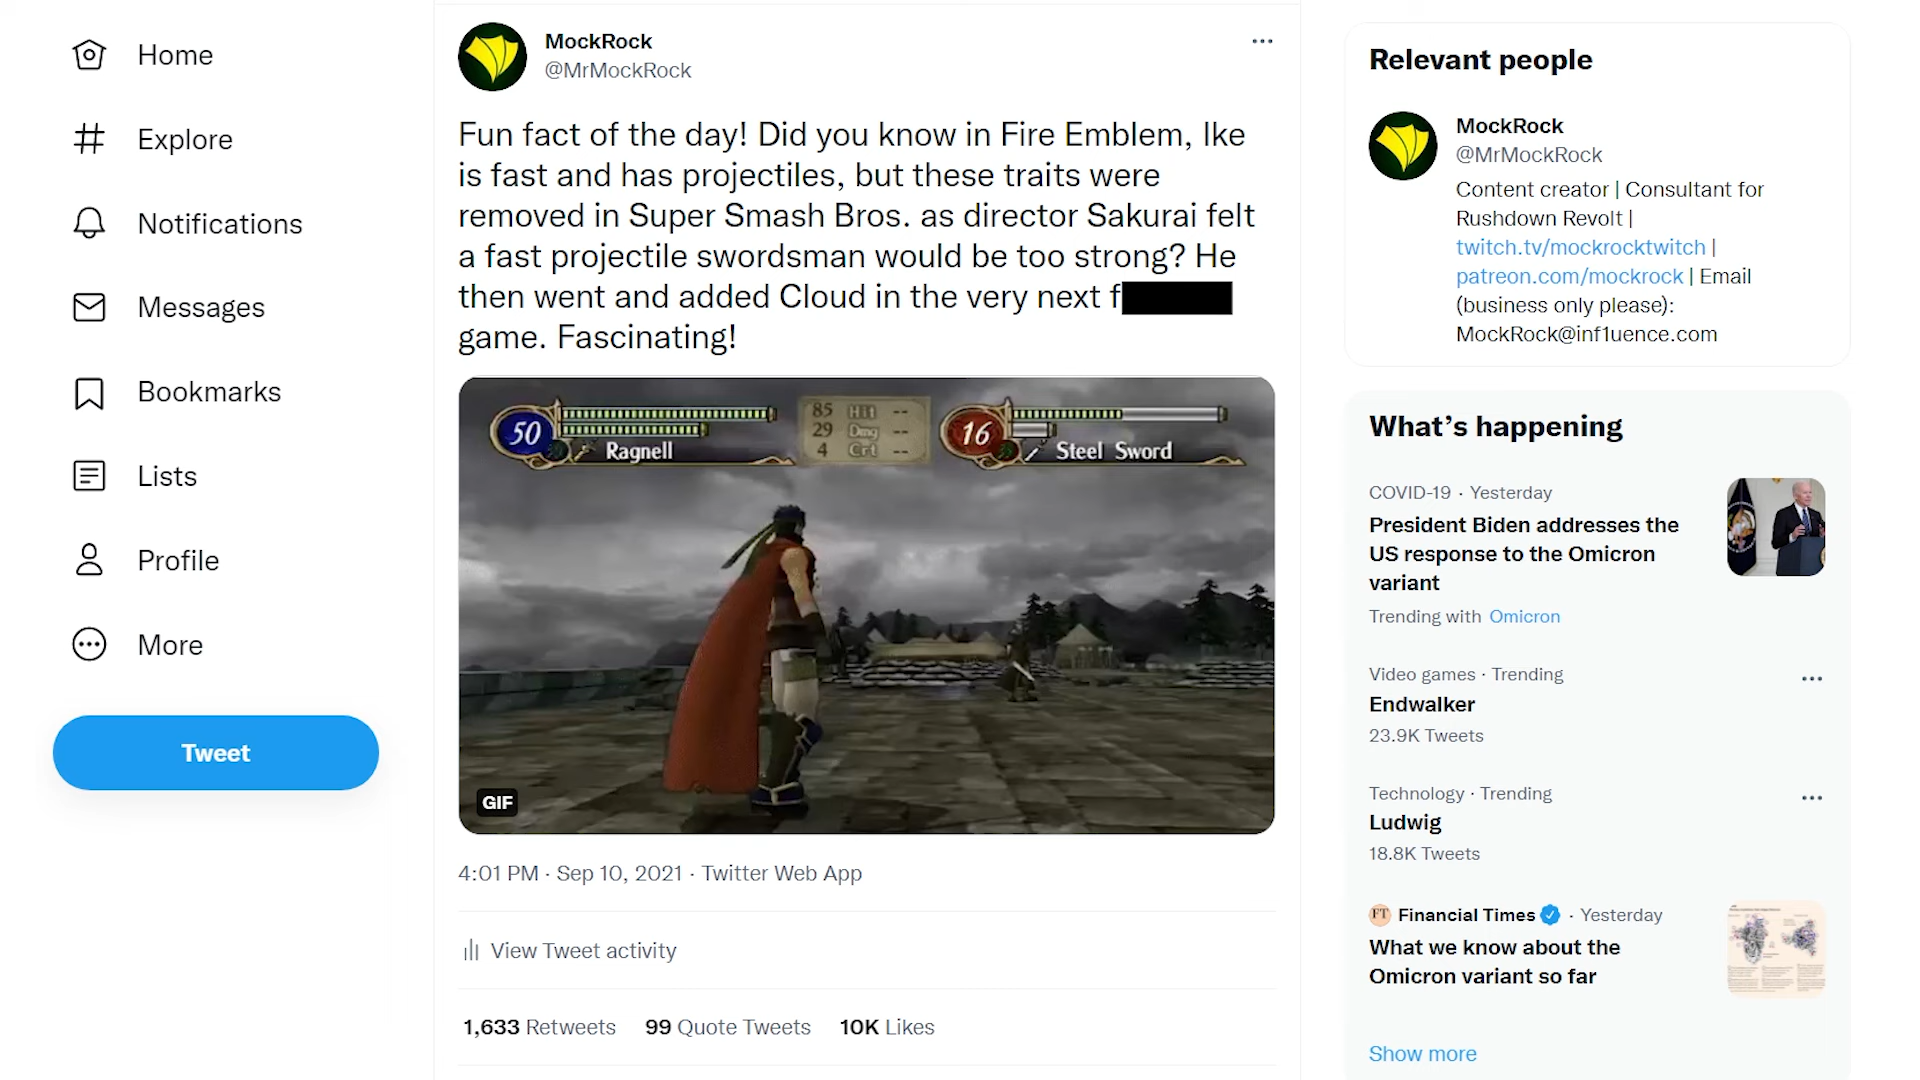 Home
Explore
Notifications
Messages
Bookmarks
Lists
Profile
More
Tweet
MockRock
@MrMockRock
Fun fact of the day! Did you know in Fire Emblem, Ike
is fast and has projectiles, but these traits were
removed in Super Smash Bros. as director Sakurai felt
a fast projectile swordsman would be too strong? He
then went and added Cloud in the very next f
game. Fascinating!
50
Ragnell
85 Hit --
29 Dmg --
4 Crt --
16
Steel Sword
GIF
4:01 PM · Sep 10, 2021 · Twitter Web App
View Tweet activity
1,633 Retweets 99 Quote Tweets 10K Likes
Relevant people
MockRock
@MrMockRock
Content creator | Consultant for
Rushdown Revolt |
twitch.tv/mockrocktwitch |
patreon.com/mockrock | Email
(business only please):
MockRock@inf1uence.com
What's happening
COVID-19 · Yesterday
President Biden addresses the
US response to the Omicron
variant
Trending with Omicron
Video games · Trending
Endwalker
23.9K Tweets
Technology · Trending
Ludwig
18.8K Tweets
FT Financial Times · Yesterday
What we know about the
Omicron variant so far
Show more